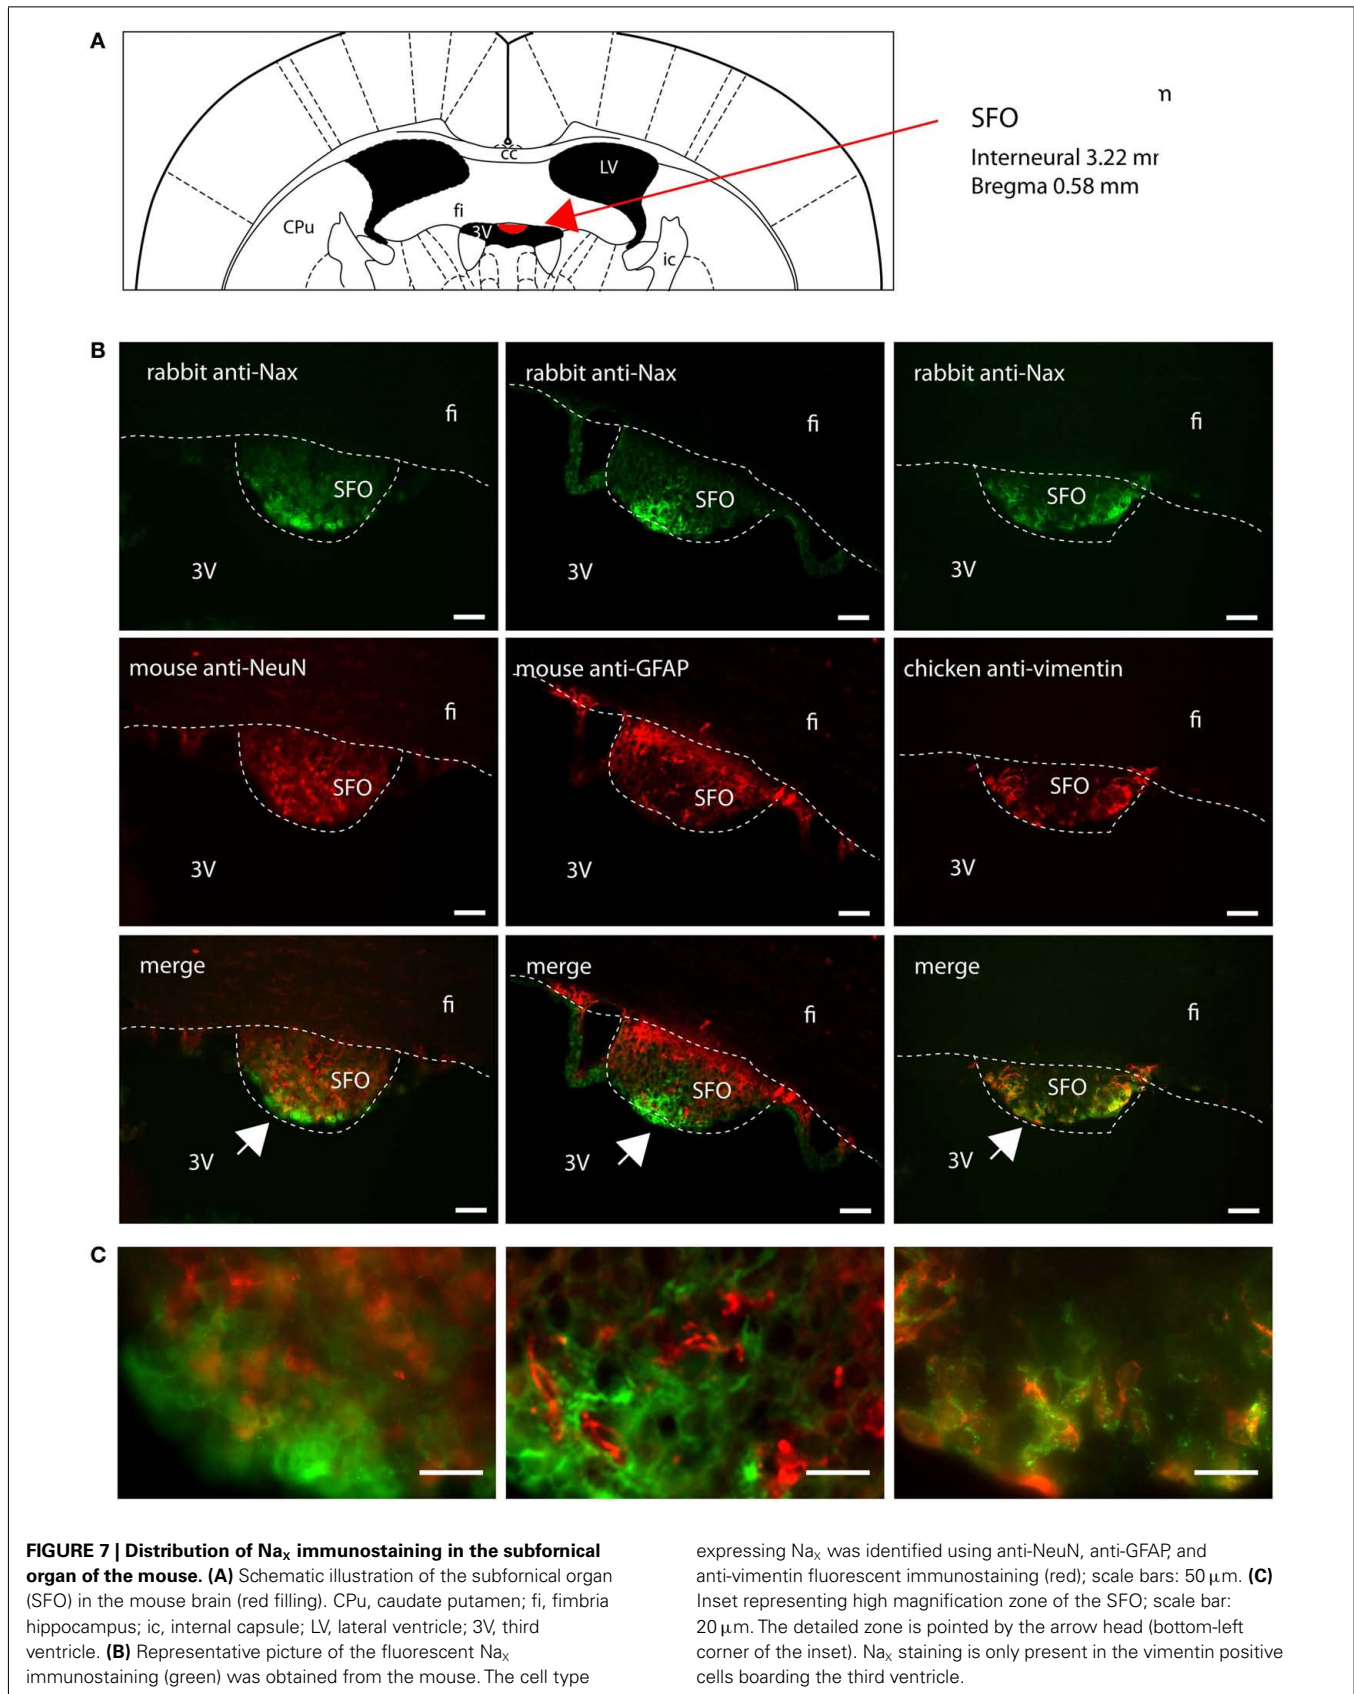 A
n
SFO
Interneural 3.22 mr
Bregma 0.58 mm
cc
LV
fi
3V
CPu
ic
B
rabbit anti-Nax
fi
SFO
3V
rabbit anti-Nax
fi
SFO
3V
rabbit anti-Nax
fi
SFO
3V
mouse anti-NeuN
fi
SFO
3V
mouse anti-GFAP
fi
SFO
3V
chicken anti-vimentin
fi
SFO
3V
merge
fi
SFO
3V
merge
fi
SFO
3V
merge
fi
SFO
3V
C
FIGURE 7 | Distribution of Nax immunostaining in the subfornical
organ of the mouse. (A) Schematic illustration of the subfornical organ
(SFO) in the mouse brain (red filling). CPu, caudate putamen; fi, fimbria
hippocampus; ic, internal capsule; LV, lateral ventricle; 3V, third
ventricle. (B) Representative picture of the fluorescent Nax
immunostaining (green) was obtained from the mouse. The cell type
expressing Nax was identified using anti-NeuN, anti-GFAP, and
anti-vimentin fluorescent immunostaining (red); scale bars: 50 μm. (C)
Inset representing high magnification zone of the SFO; scale bar:
20 μm. The detailed zone is pointed by the arrow head (bottom-left
corner of the inset). Nax staining is only present in the vimentin positive
cells boarding the third ventricle.